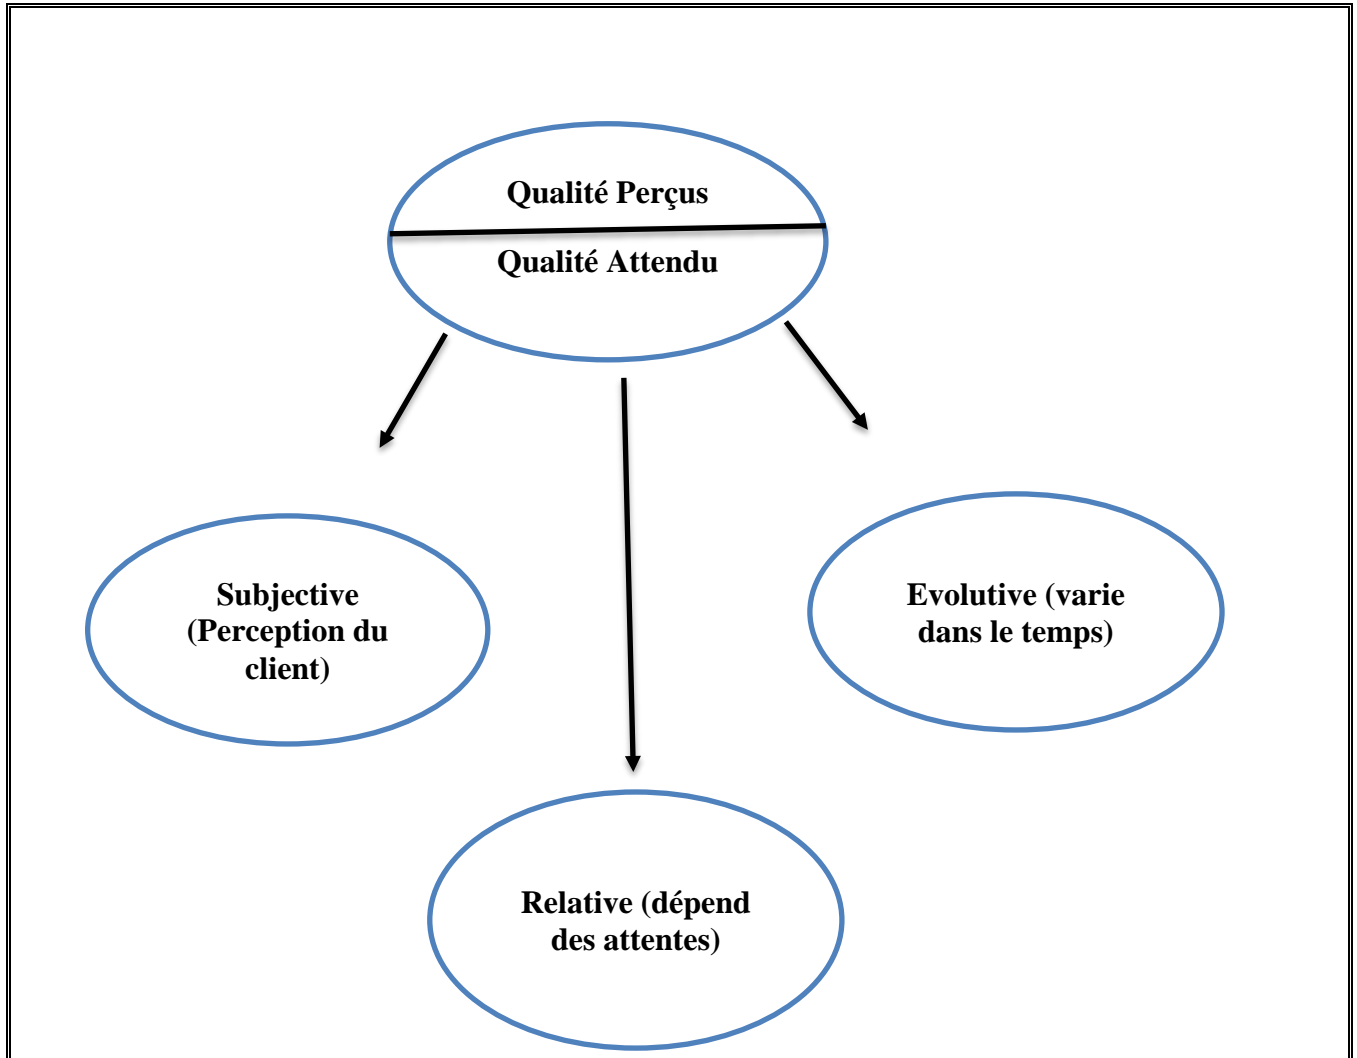 Qualité Perçus
Qualité Attendu
Subjective
(Perception du
client)
Evolutive (varie
dans le temps)
Relative (dépend
des attentes)